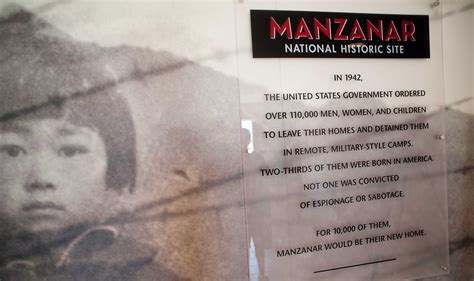 MANZANAR
NATIONAL HISTORIC SITE
IN 1942,
THE UNITED STATES GOVERNMENT ORDERED
OVER 110,000 MEN, WOMEN, AND CHILDREN
TO LEAVE THEIR HOMES AND DETAINED THEM
IN REMOTE, MILITARY-STYLE CAMPS.
TWO-THIRDS OF THEM WERE BORN IN AMERICA.
NOT ONE WAS CONVICTED
OF ESPIONAGE OR SABOTAGE.
FOR 10,000 OF THEM,
MANZANAR WOULD BE THEIR NEW HOME.